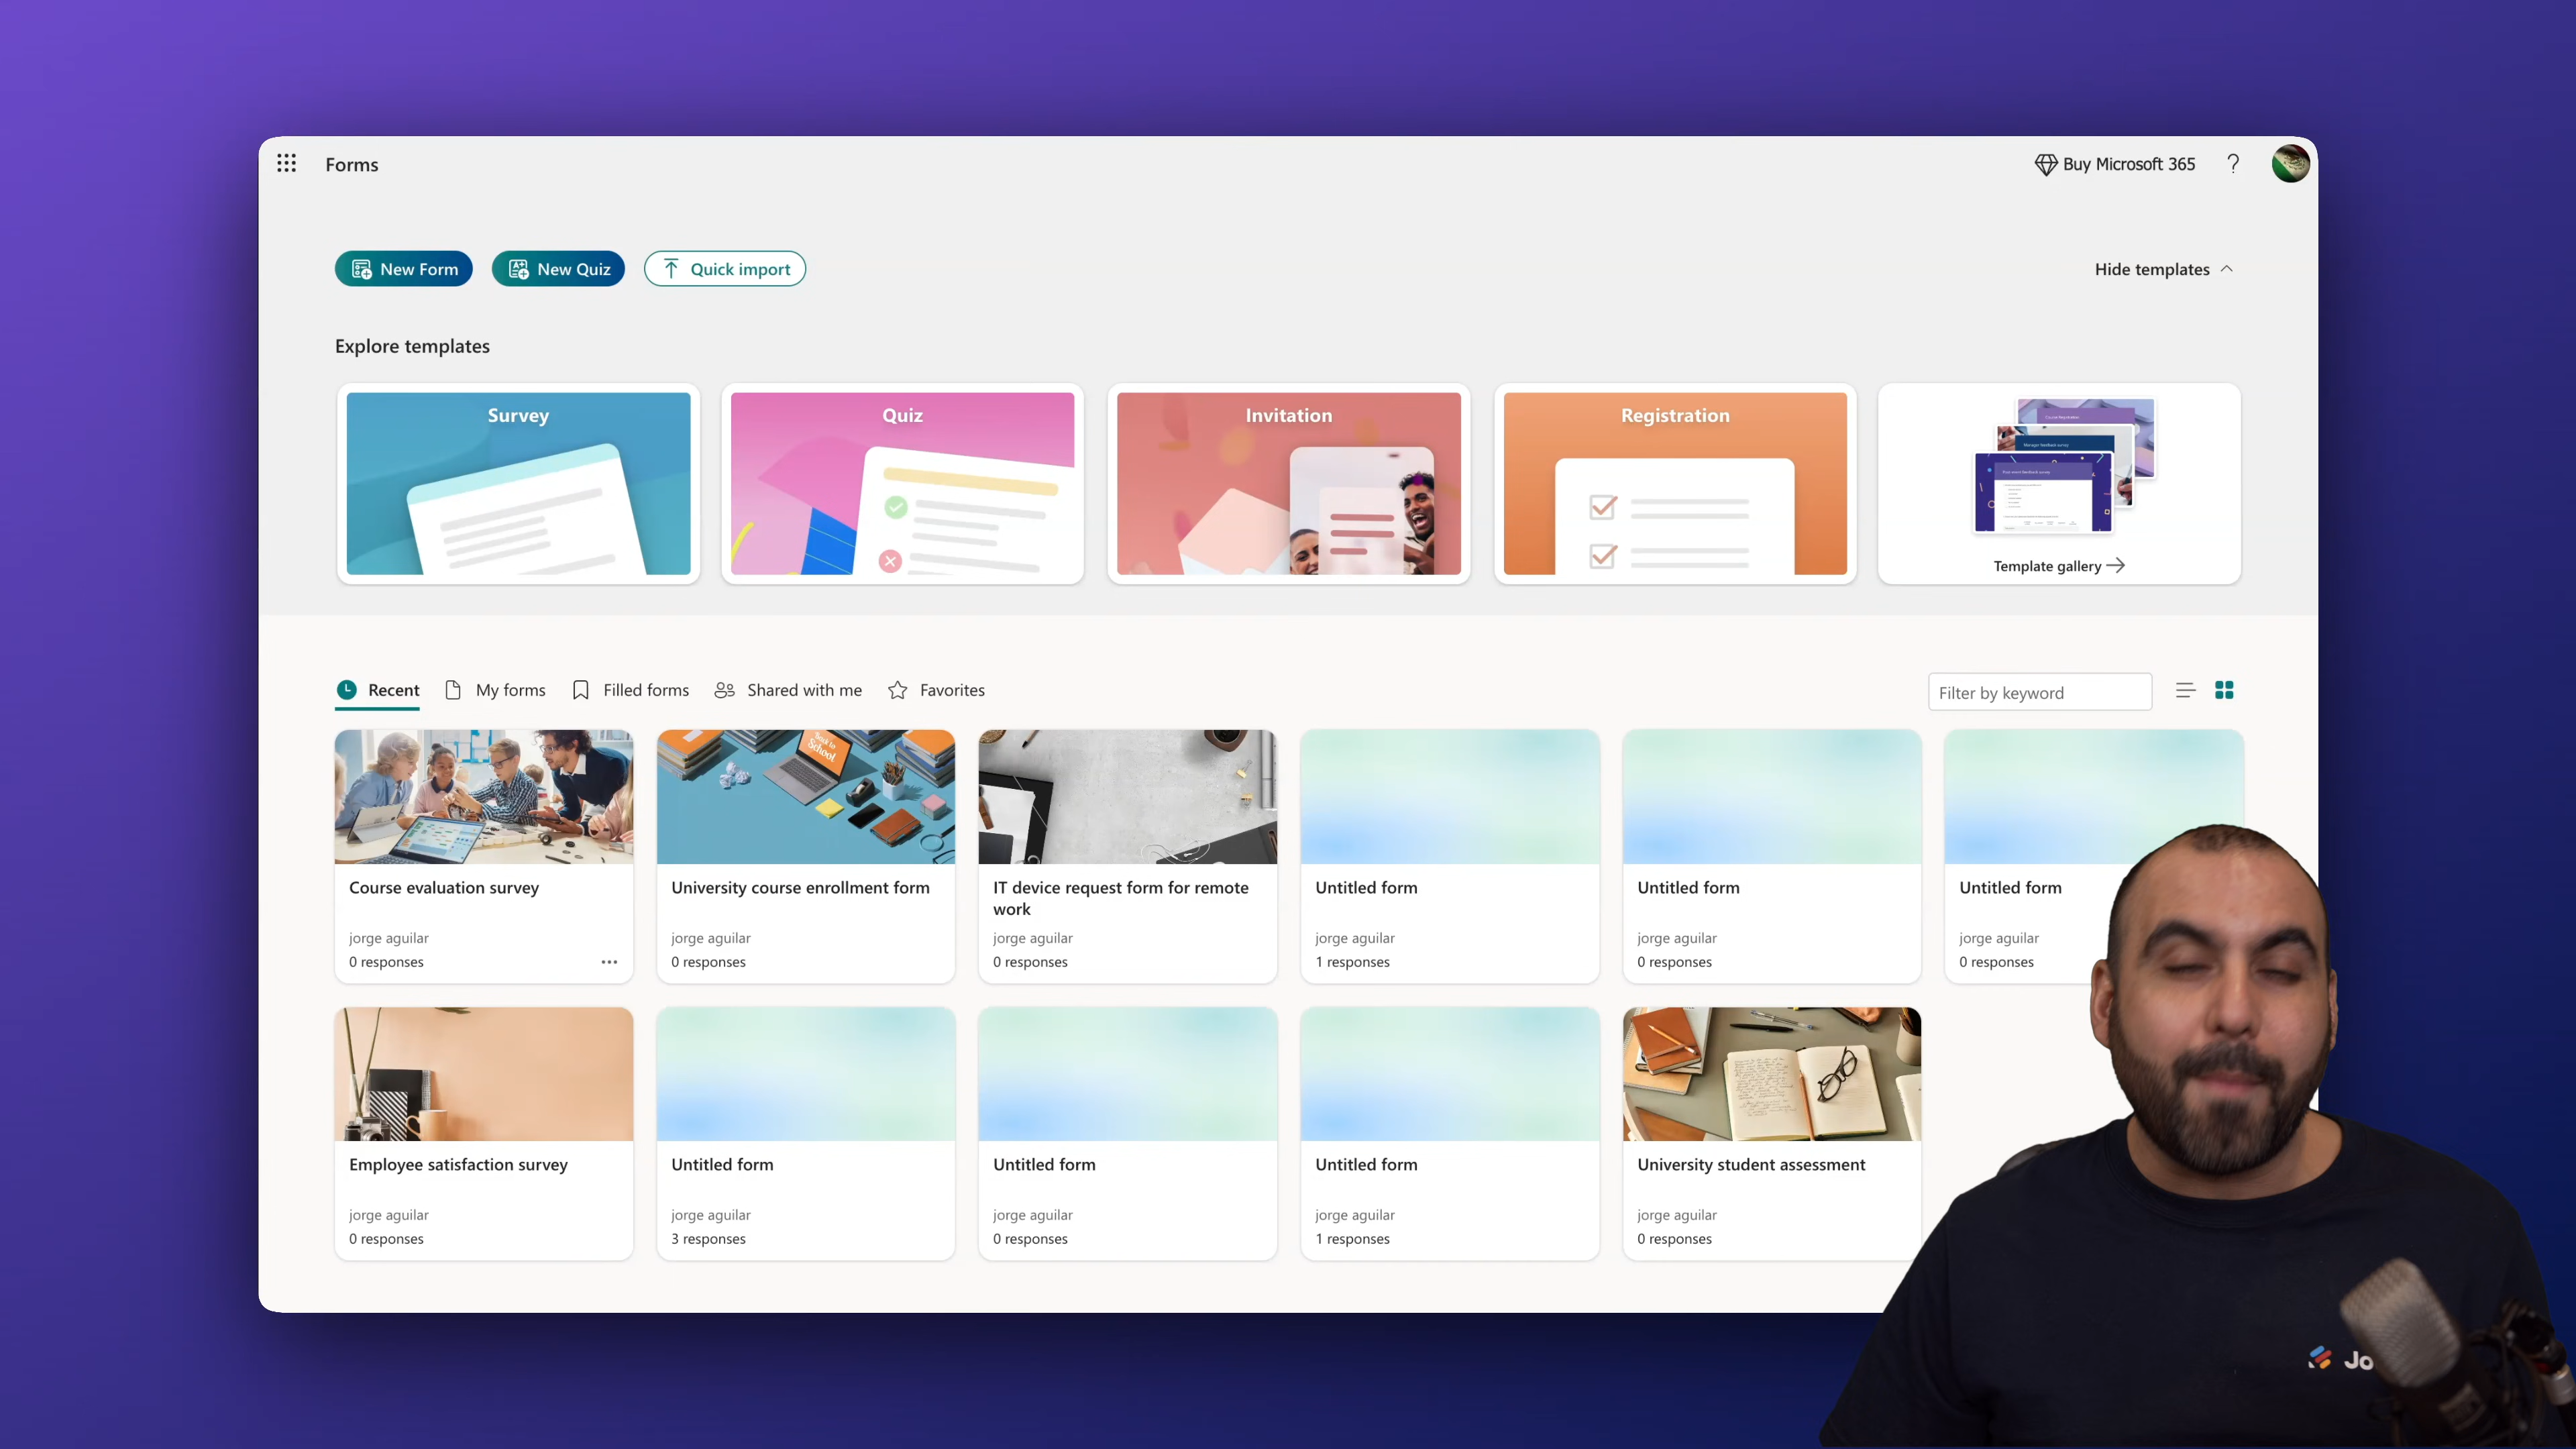 Forms
Buy Microsoft 365
?
New Form
New Quiz
Quick import
Hide templates
Explore templates
Survey
Quiz
Invitation
Registration
Template gallery
Recent
My forms
Filled forms
Shared with me
Favorites
Filter by keyword
School
Course evaluation survey
jorge aguilar
0 responses
University course enrollment form
jorge aguilar
0 responses
IT device request form for remote
work
jorge aguilar
0 responses
Untitled form
jorge aguilar
1 responses
Untitled form
jorge aguilar
0 responses
Untitled form
jorge aguilar
0 responses
Employee satisfaction survey
jorge aguilar
0 responses
Untitled form
jorge aguilar
3 responses
Untitled form
jorge aguilar
0 responses
Untitled form
jorge aguilar
1 responses
University student assessment
jorge aguilar
0 responses
Jo